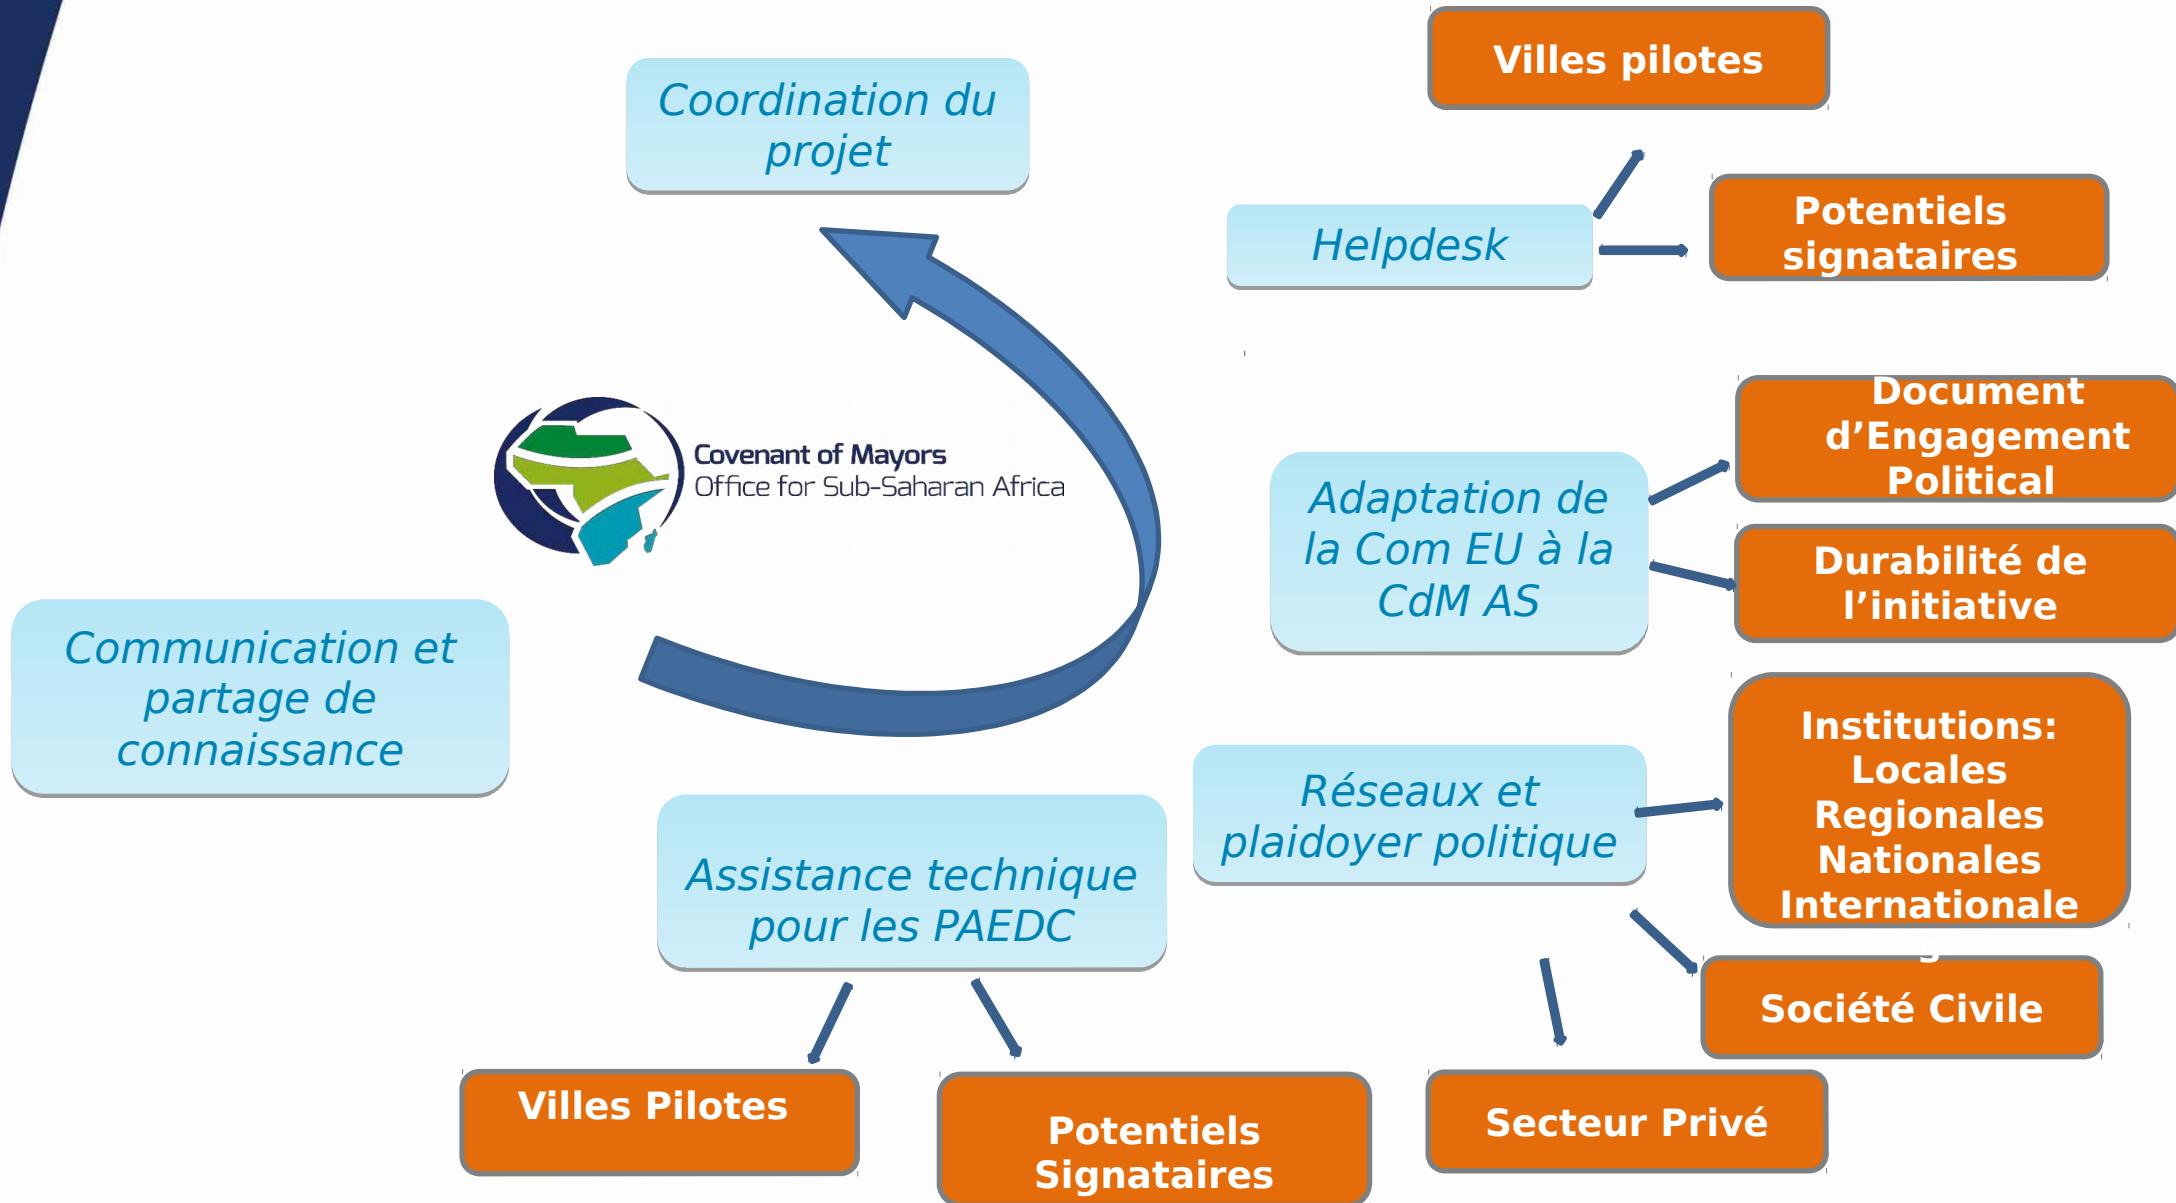 Villes pilotes
Coordination du
projet
Potentiels
signataires
Helpdesk
Document
d’Engagement
Political
Covenant of Mayors
Office for Sub-Saharan Africa
Adaptation de
la Com EU à la
CdM AS
Durabilité de
l’initiative
Communication et
partage de
connaissance
Réseaux et
plaidoyer politique
Institutions:
Locales
Regionales
Nationales
Internationale
s
Assistance technique
pour les PAEDC
Société Civile
Villes Pilotes
Potentiels
Signataires
Secteur Privé